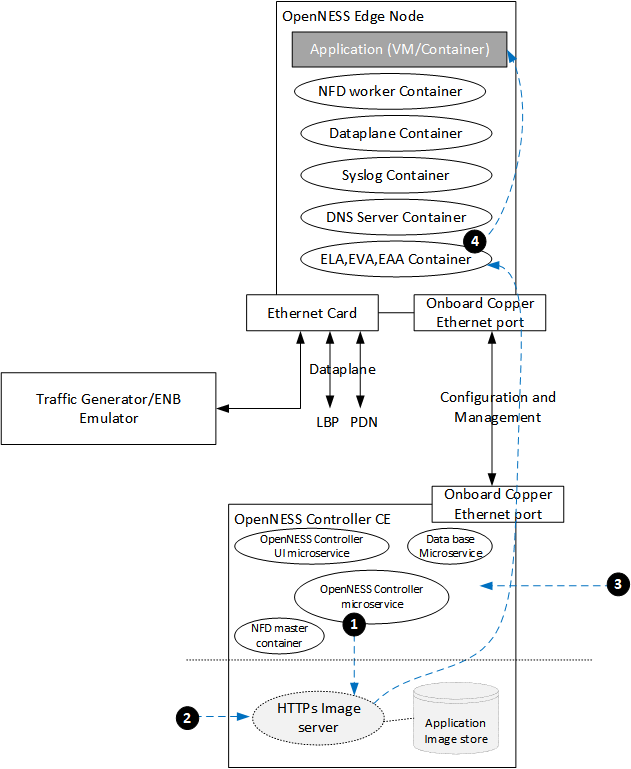 OpenNESS Edge Node
Application (VM/Container)
NFD worker Container
Dataplane Container
Syslog Container
DNS Server Container
4
ELA,EVA,EAA Container
Ethernet Card
Onboard Copper
Ethernet port
Dataplane
Traffic Generator/ENB
Emulator
LBP
PDN
Configuration and
Management
Onboard Copper
Ethernet port
OpenNESS Controller CE
OpenNESS Controller
UI microservice
Data base
Microservice
3
OpenNESS Controller
microservice
1
NFD master
container
2
HTTPs Image
server
Application
Image store